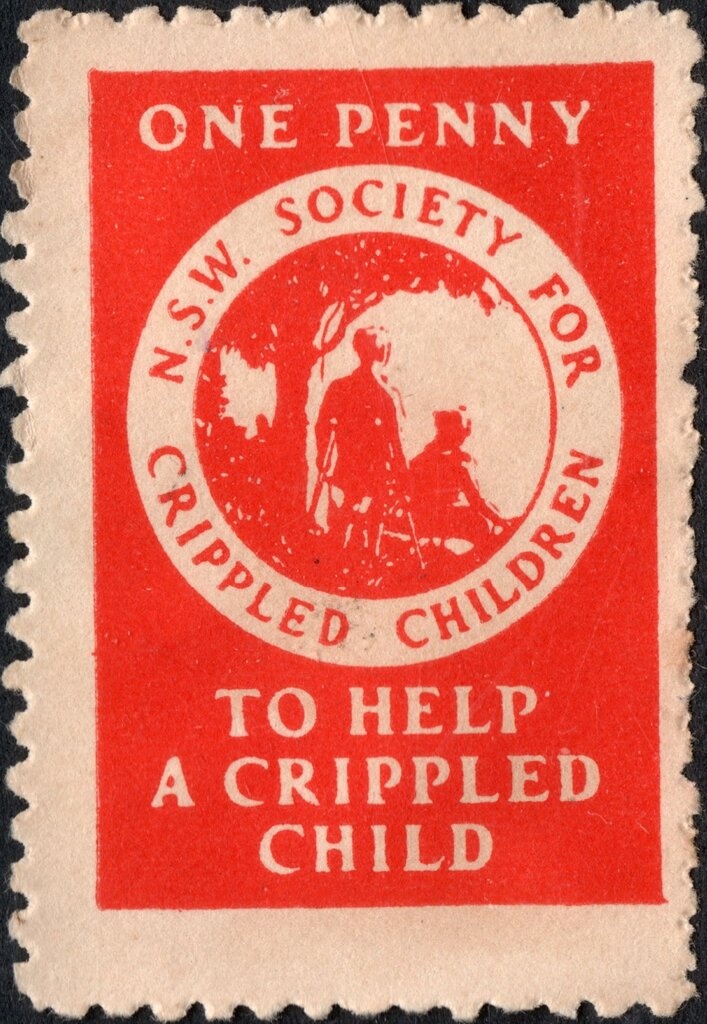 ONE PENNY
N.S.W. SOCIETY FOR
CRIPPLED CHILDREN
TO HELP
A CRIPPLED
CHILD